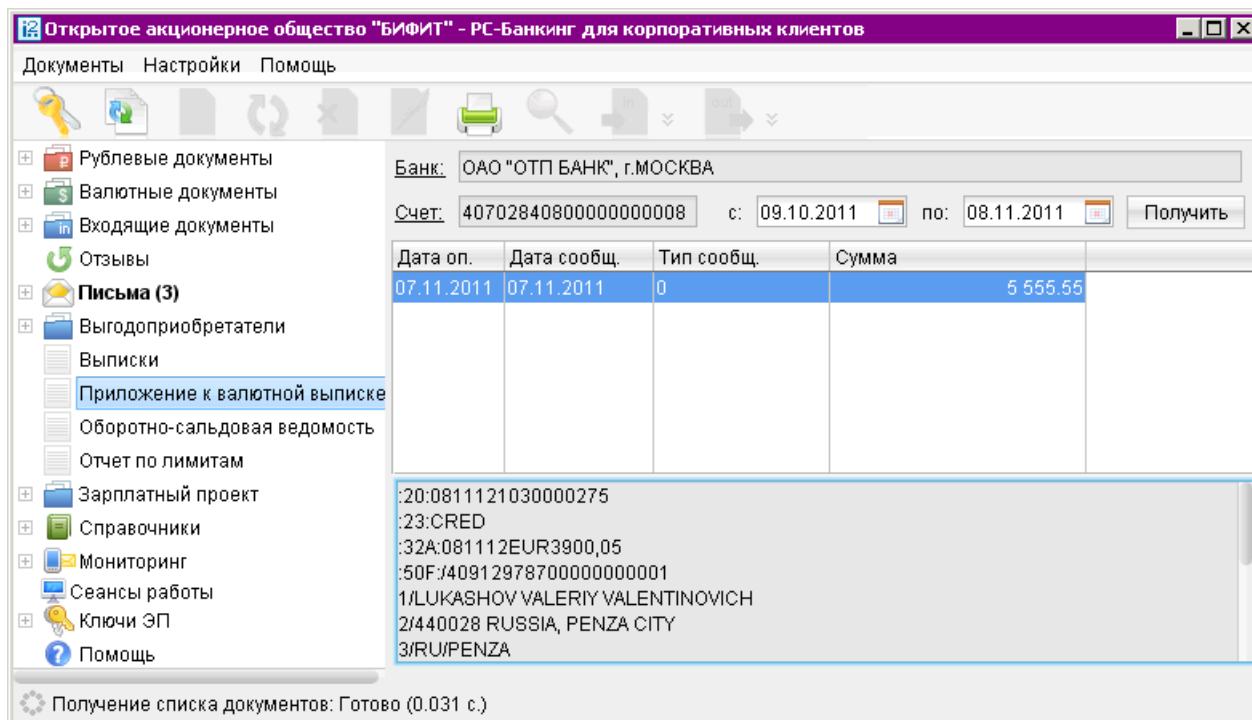 Открытое акционерное общество "БИФИТ" - РС-Банкинг для корпоративных клиентов
Документы Настройки Помощь
in out
Рублевые документы
Валютные документы
Входящие документы
Отзывы
Письма (3)
Выгодоприобретатели
Выписки
Приложение к валютной выписке
Оборотно-сальдовая ведомость
Отчет по лимитам
Зарплатный проект
Справочники
Мониторинг
Сеансы работы
Ключи ЭП
Помощь
Банк: ОАО "ОТП БАНК", г.МОСКВА
Счет: 40702840800000000008 с: 09.10.2011 по: 08.11.2011 Получить
Дата оп. Дата сообщ. Тип сообщ. Сумма
07.11.2011 07.11.2011 0 5 555.55
:20:0811121030000275
:23:CRED
:32A:081112EUR3900,05
:50F:/40912978700000000001
1/LUKASHOV VALERIY VALENTINOVICH
2/440028 RUSSIA, PENZA CITY
3/RU/PENZA
Получение списка документов: Готово (0.031 с.)